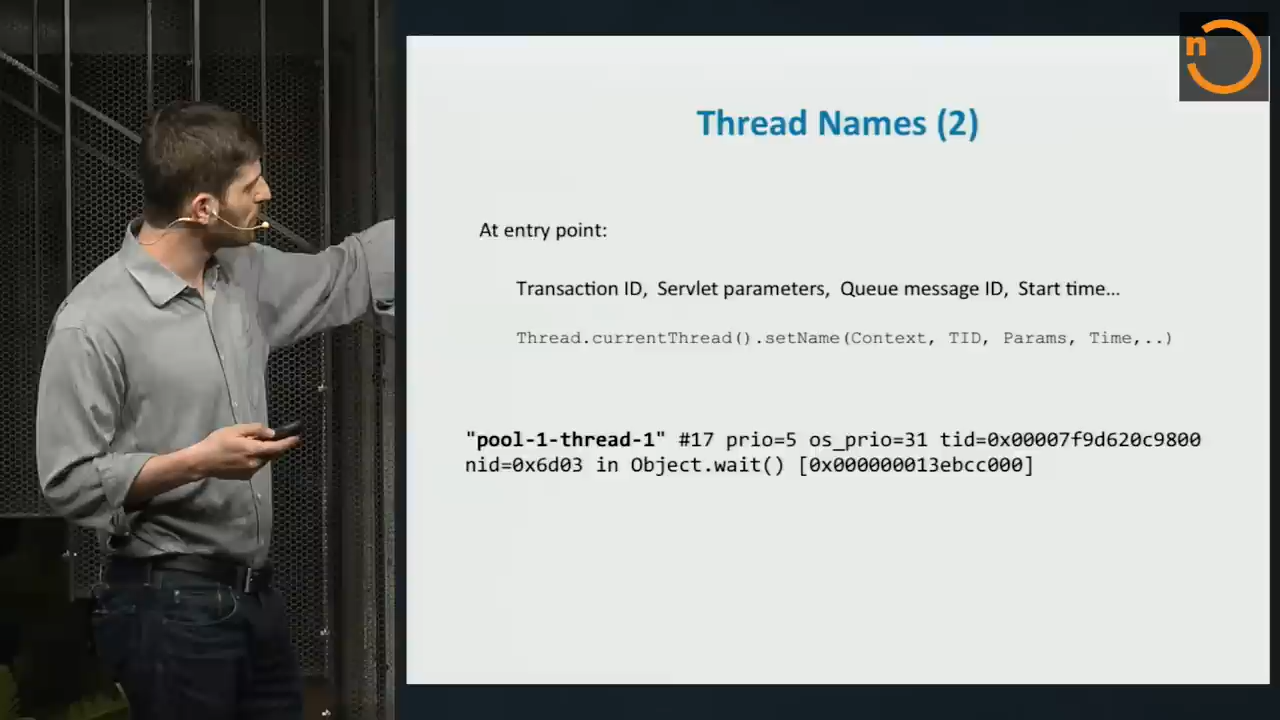 n
Thread Names (2)
At entry point:
Transaction ID, Servlet parameters, Queue message ID, Start time...
Thread.currentThread().setName(Context, TID, Params, Time,..)
"pool-1-thread-1" #17 prio=5 os_prio=31 tid=0x00007f9d620c9800
nid=0x6d03 in Object.wait() [0x000000013ebcc000]